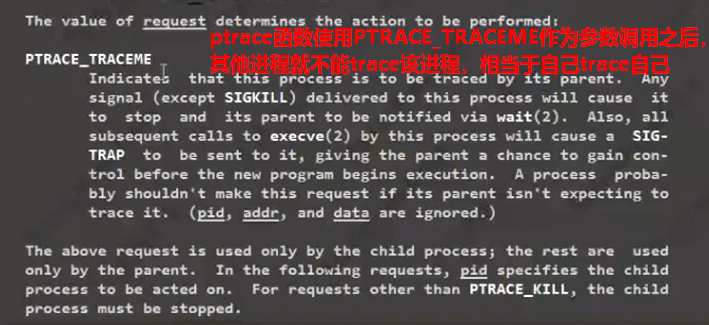 The value of request determines the action to be performed:
ptrace函数使用PTRACE_TRACEME作为参数调用之后,
其他进程就不能trace该进程，相当于自己trace自己
PTRACE_TRACEME
Indicates that this process is to be traced by its parent. Any
signal (except SIGKILL) delivered to this process will cause it
to stop and its parent to be notified via wait(2). Also, all
subsequent calls to execve(2) by this process will cause a SIG-
TRAP to be sent to it, giving the parent a chance to gain con-
trol before the new program begins execution. A process proba-
bly shouldn't make this request if its parent isn't expecting to
trace it. (pid, addr, and data are ignored.)
The above request is used only by the child process; the rest are used
only by the parent. In the following requests, pid specifies the child
process to be acted on. For requests other than PTRACE_KILL, the child
process must be stopped.